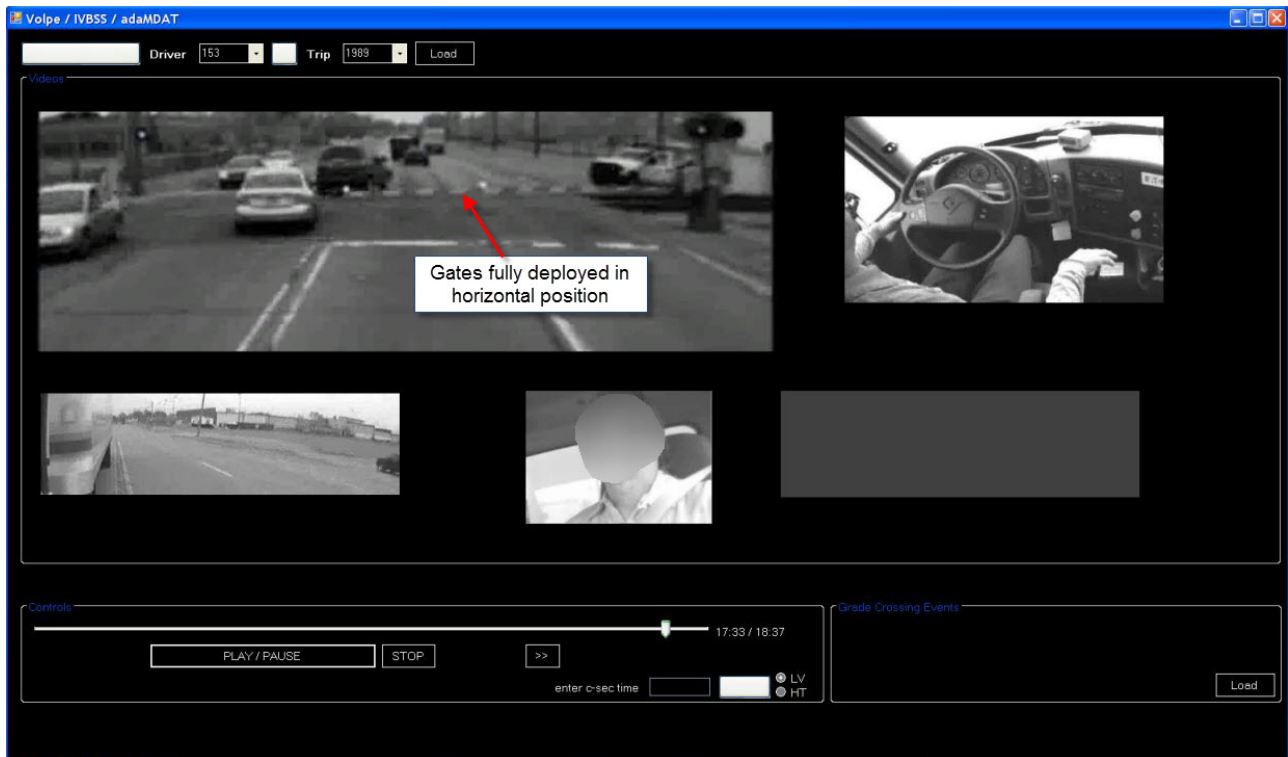 Volpe / IVBSS / adaMDAT
Driver 153 Trip 1989 Load
Videos
Gates fully deployed in
horizontal position
Controls
17:33 / 18:37
PLAY / PAUSE STOP >>
enter c-sec time LV
HT
Grade Crossing Events
Load